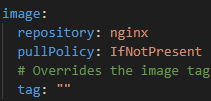 image:
  repository: nginx
  pullPolicy: IfNotPresent
  # Overrides the image tag
  tag: ""